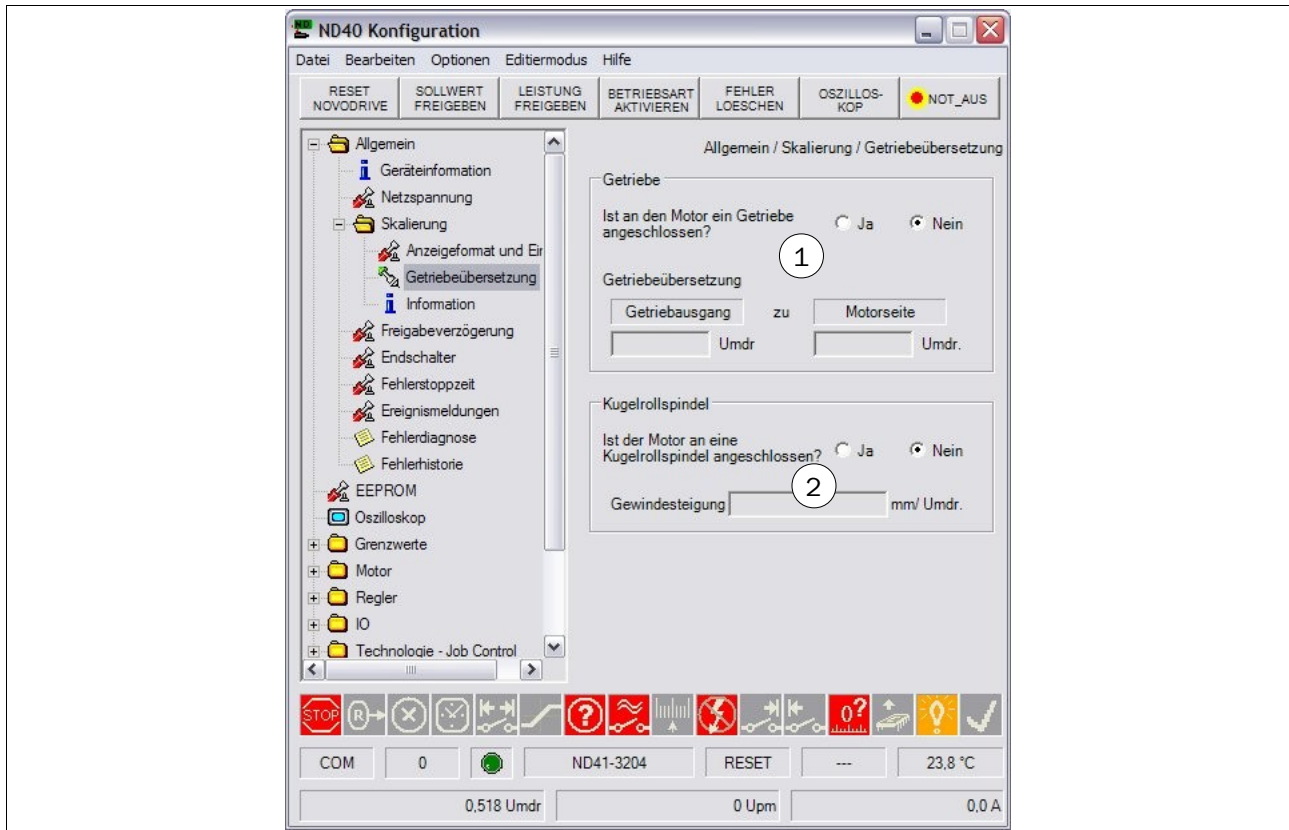 ND40 Konfiguration
Datei Bearbeiten Optionen Editiermodus Hilfe
RESET NOVODRIVE
SOLLWERT FREIGEBEN
LEISTUNG FREIGEBEN
BETRIEBSART AKTIVIEREN
FEHLER LOESCHEN
OSZILLOS- KOP
NOT_AUS
Allgemein
Geräteinformation
Netzspannung
Skalierung
Anzeigeformat und Eir
Getriebeübersetzung
Information
Freigabeverzögerung
Endschalter
Fehlerstoppzeit
Ereignismeldungen
Fehlerdiagnose
Fehlerhistorie
EEPROM
Oszilloskop
Grenzwerte
Motor
Regler
IO
Technologie - Job Control
Allgemein / Skalierung / Getriebeübersetzung
Getriebe
Ist an den Motor ein Getriebe
angeschlossen?
Ja Nein
1
Getriebeübersetzung
Getriebausgang zu Motorseite
Umdr Umdr.
Kugelrollspindel
Ist der Motor an eine
Kugelrollspindel angeschlossen?
Ja Nein
2
Gewindesteigung mm/ Umdr.
STOP R ? 0?
COM 0 ND41-3204 RESET --- 23,8 °C
0,518 Umdr 0 Upm 0,0 A